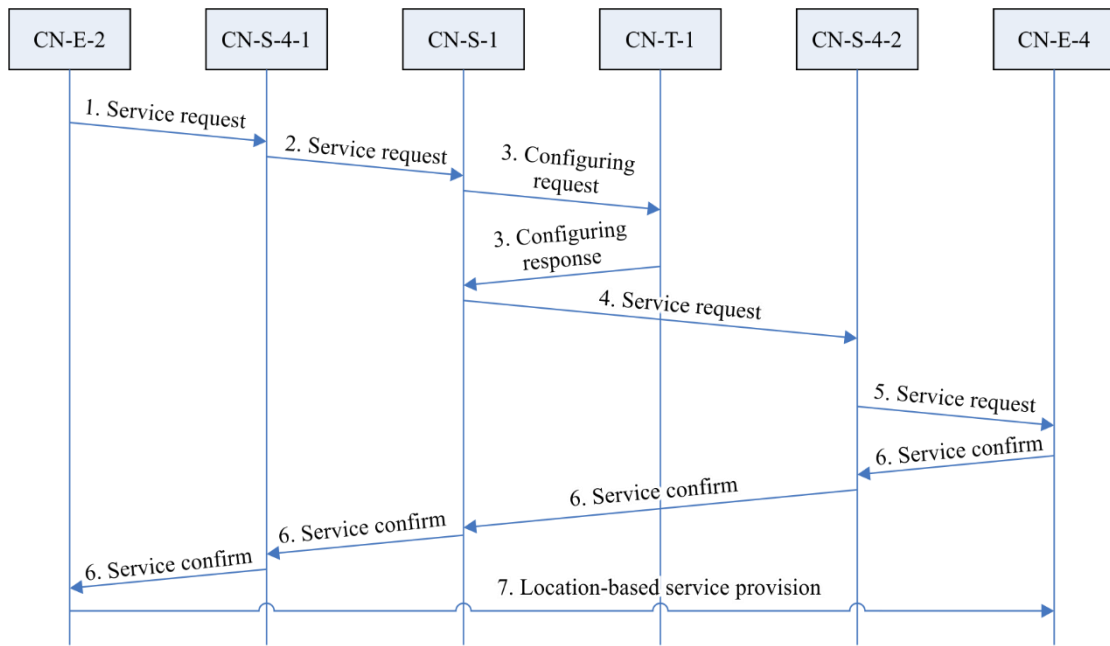 CN-E-2
CN-S-4-1
CN-S-1
CN-T-1
CN-S-4-2
CN-E-4
1. Service request
2. Service request
3. Configuring
request
3. Configuring
response
4. Service request
5. Service request
6. Service confirm
6. Service confirm
6. Service confirm
6. Service confirm
7. Location-based service provision